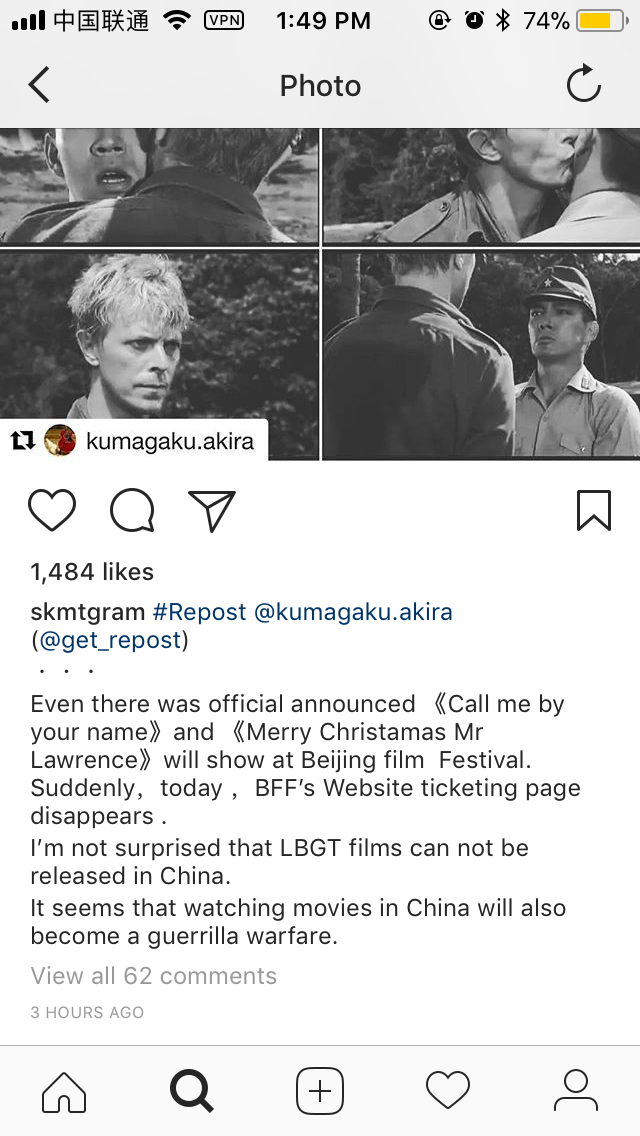 中国联通 VPN 1:49 PM 74%
Photo
kumagaku.akira
1,484 likes
skmtgram #Repost @kumagaku.akira
(@get_repost)
. . .
Even there was official announced 《Call me by
your name》and 《Merry Christamas Mr
Lawrence》will show at Beijing film Festival.
Suddenly，today ，BFF’s Website ticketing page
disappears .
I’m not surprised that LBGT films can not be
released in China.
It seems that watching movies in China will also
become a guerrilla warfare.
View all 62 comments
3 HOURS AGO